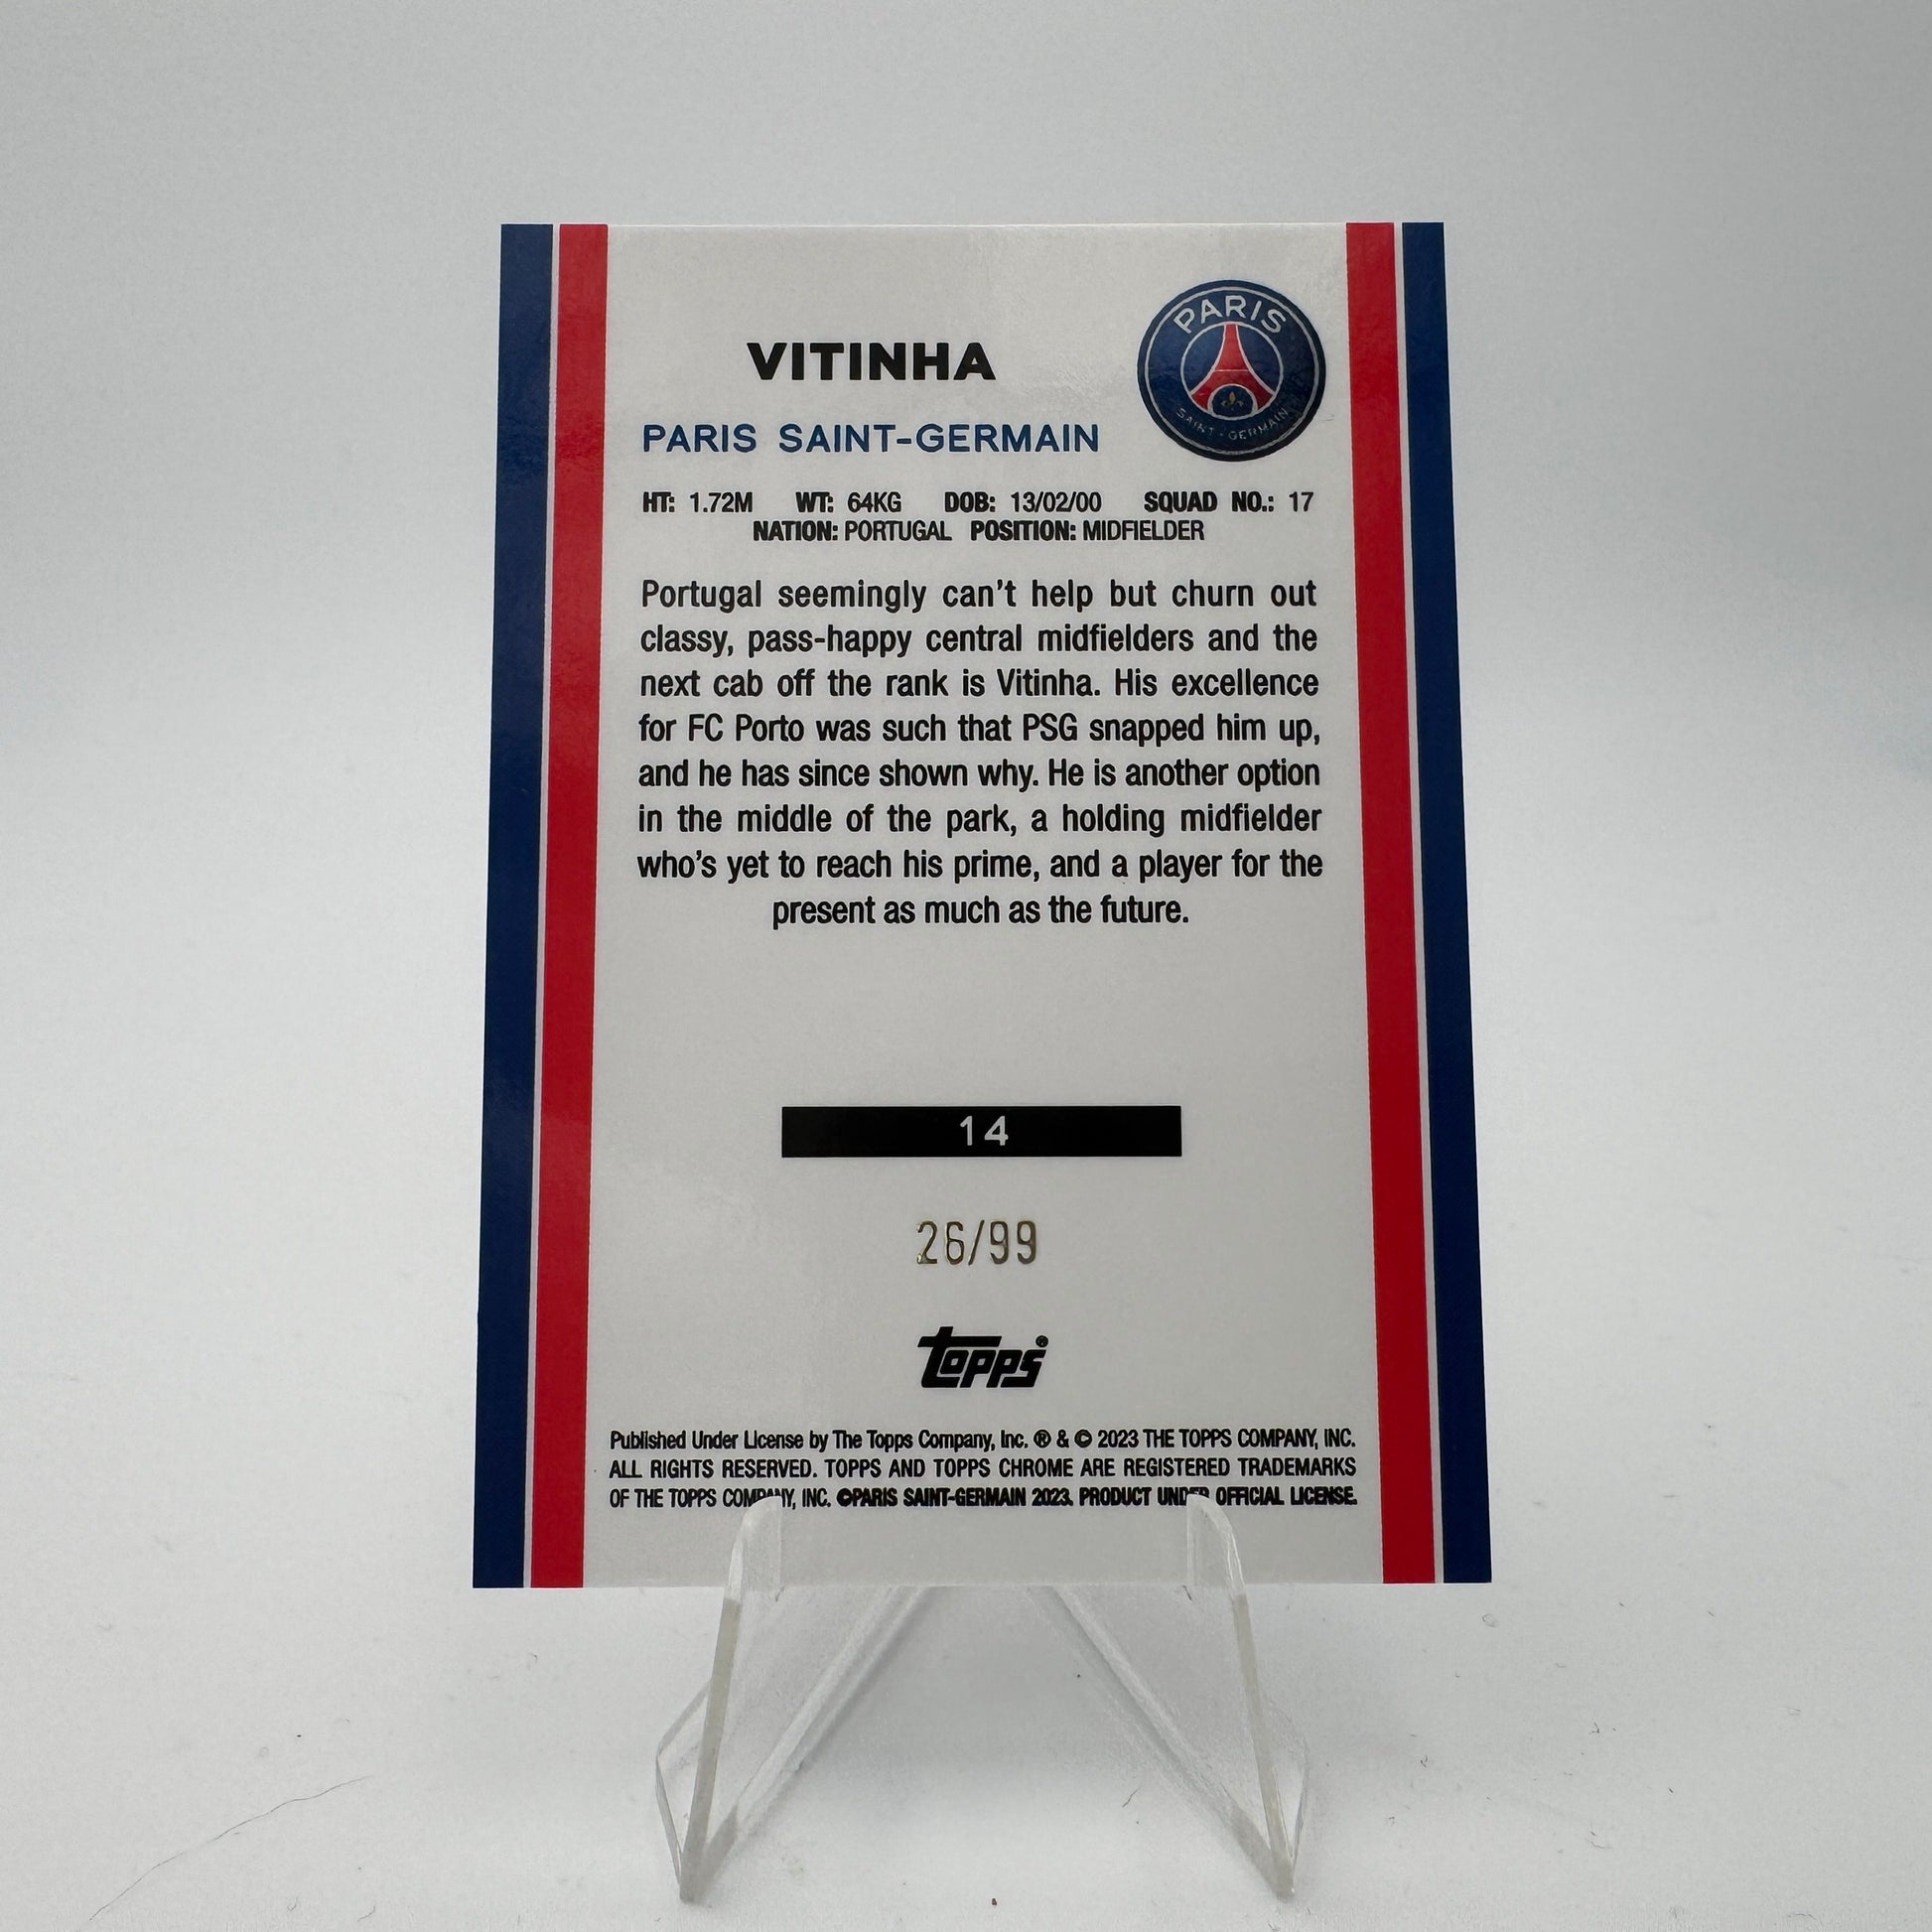 VITINHA
PARIS SAINT-GERMAIN
PARIS
SAINT-GERMAIN
HT: 1.72M WT: 64KG DOB: 13/02/00 SQUAD NO.: 17
NATION: PORTUGAL POSITION: MIDFIELDER
Portugal seemingly can't help but churn out
classy, pass-happy central midfielders and the
next cab off the rank is Vitinha. His excellence
for FC Porto was such that PSG snapped him up,
and he has since shown why. He is another option
in the middle of the park, a holding midfielder
who's yet to reach his prime, and a player for the
present as much as the future.
14
26/99
topps®
Published Under License by The Topps Company, Inc. ® & © 2023 THE TOPPS COMPANY, INC.
ALL RIGHTS RESERVED. TOPPS AND TOPPS CHROME ARE REGISTERED TRADEMARKS
OF THE TOPPS COMPANY, INC. ©PARIS SAINT-GERMAIN 2023. PRODUCT UNDER OFFICIAL LICENSE.